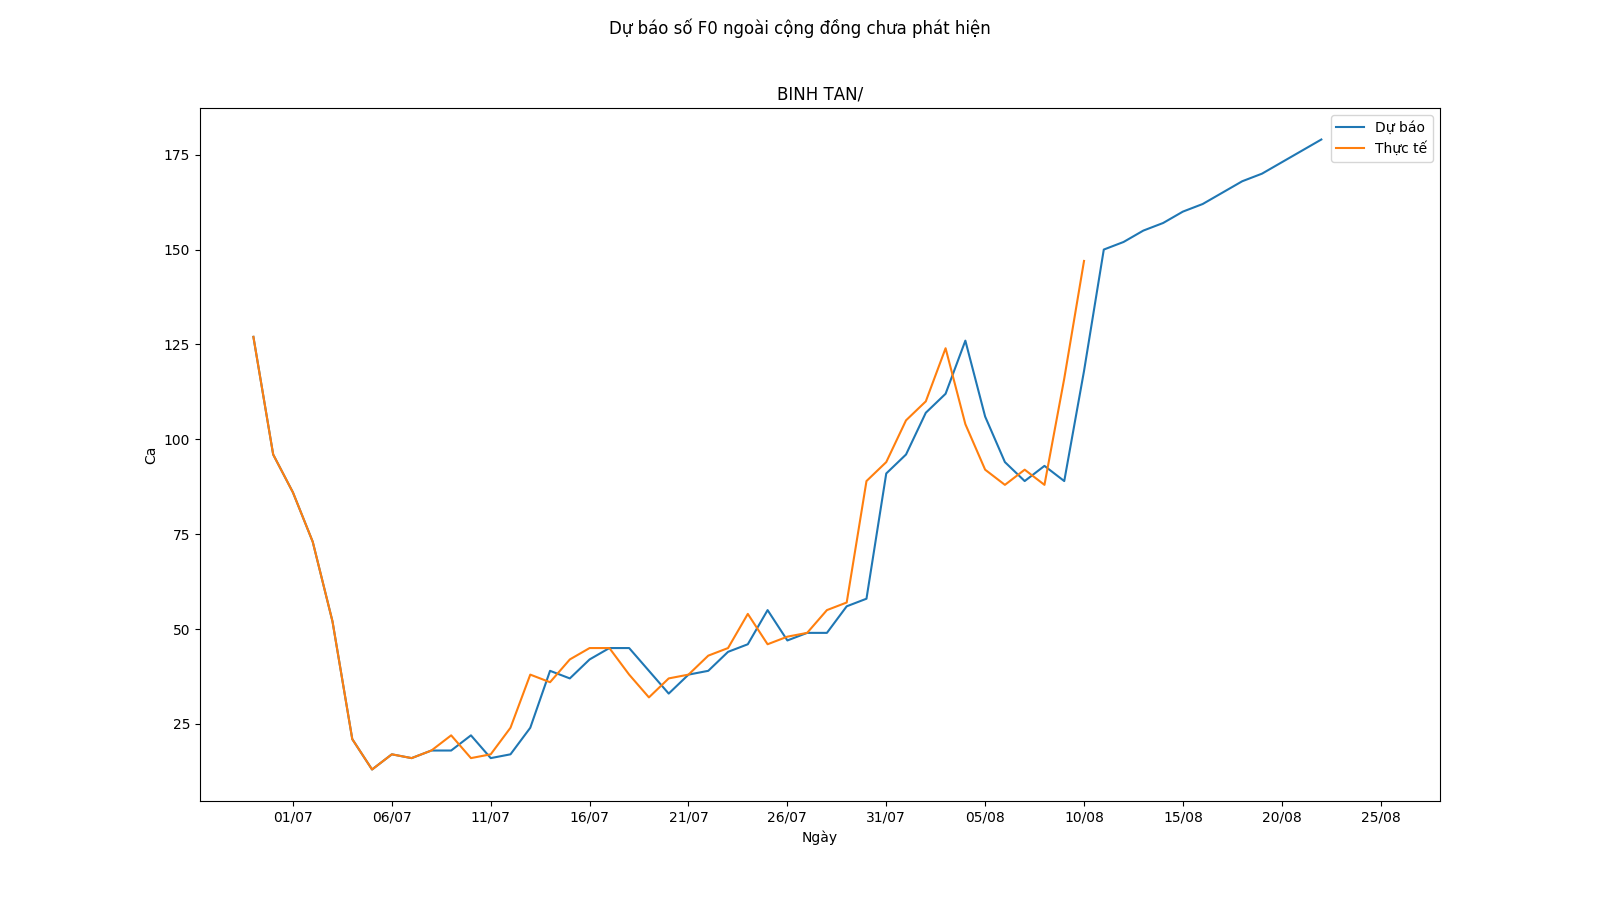 Dự báo số F0 ngoài cộng đồng chưa phát hiện
BINH TAN/
Dự báo
Thực tế
175
150
125
100
75
50
25
Ca
01/07 06/07 11/07 16/07 21/07 26/07 31/07 05/08 10/08 15/08 20/08 25/08
Ngày